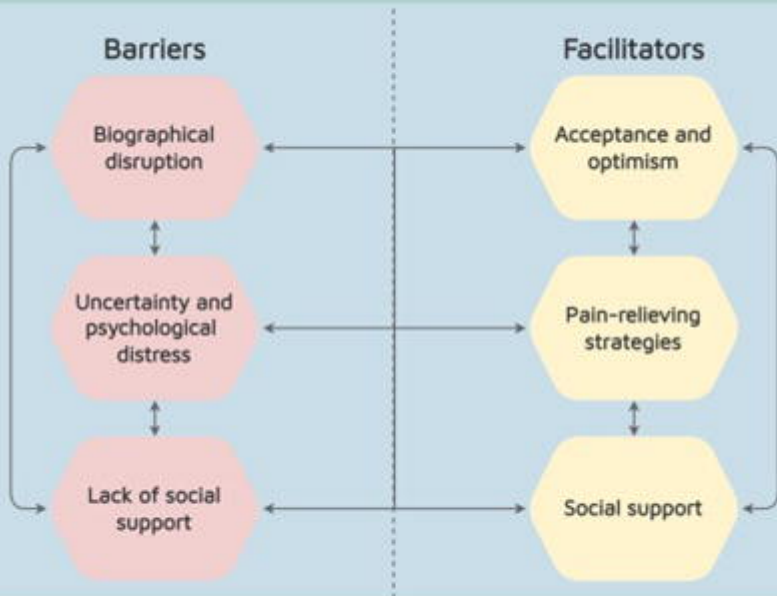 Barriers
Facilitators
Biographical
disruption
Acceptance and
optimism
Uncertainty and
psychological
distress
Pain-relieving
strategies
Lack of social
support
Social support